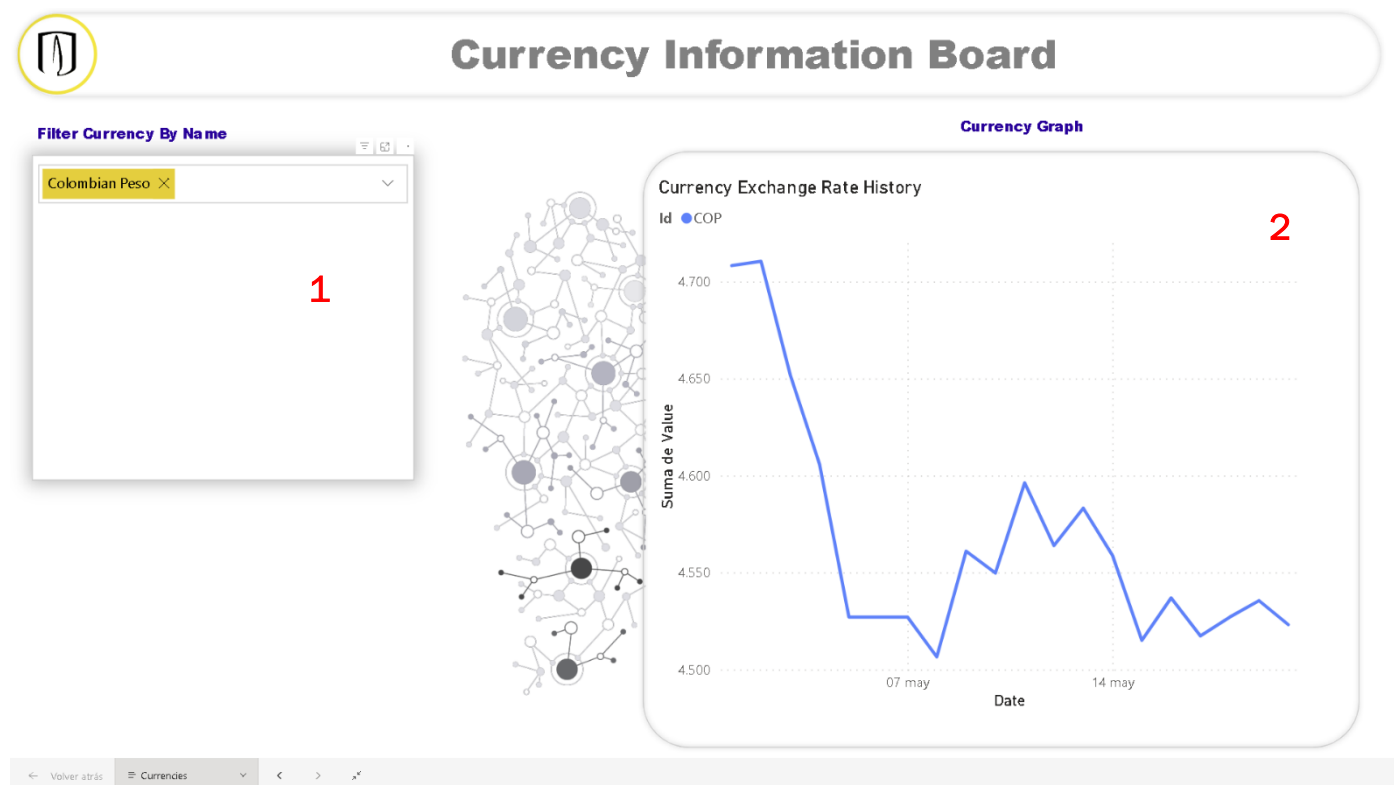 Currency Information Board
Filter Currency By Name
Colombian Peso
1
Currency Graph
Currency Exchange Rate History
Id COP
2
4.700
4.650
4.600
4.550
4.500
Suma de Value
07 may 14 may
Date
Volver atrás Currencies